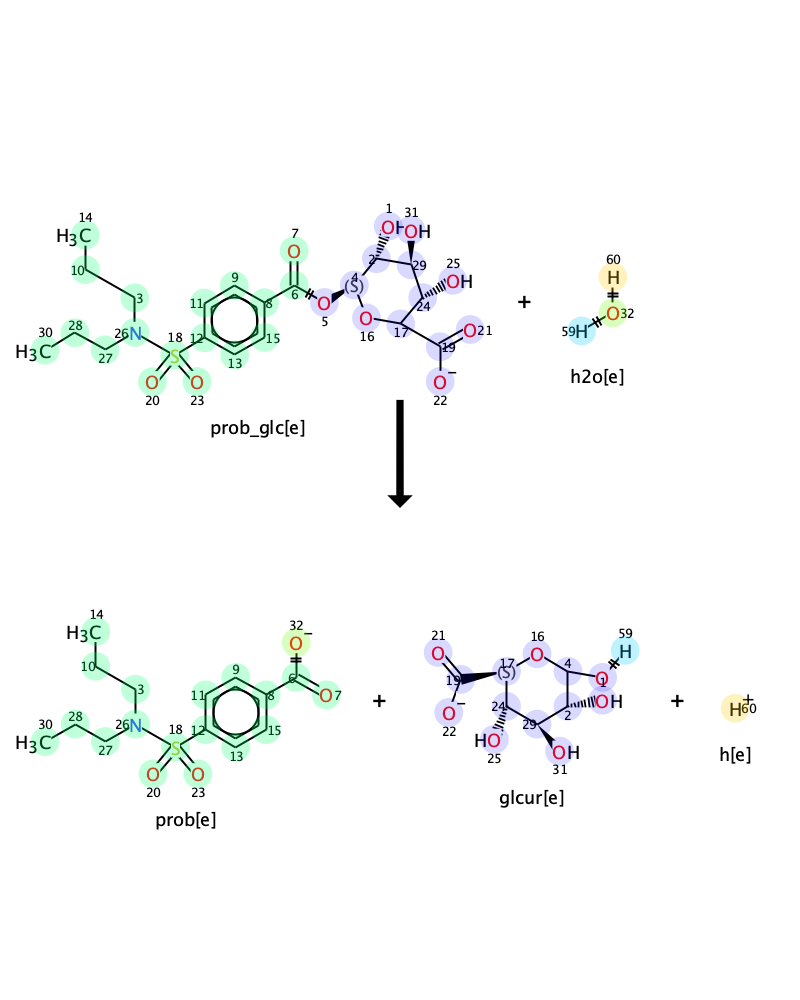 14
H₃C
10
3
30
H₃C
28
27
26
N
18
S
20
O
23
O
12
11
9
13
15
8
7
O
6
O
5
4
(S)
O
16
2
1
OH
31
OH
29
25
OH
24
17
19
O
21
O⁻
22
prob_glc[e]
+
60
H
O
32
59
H
h2o[e]
14
H₃C
10
3
30
H₃C
28
27
26
N
18
S
20
O
23
O
12
11
9
13
15
8
32
O⁻
6
O
7
prob[e]
+
21
O
19
O⁻
22
17
(S)
16
O
4
59
H
O
1
2
OH
24
HO
25
29
OH
31
glcur[e]
+
H⁺
60
h[e]